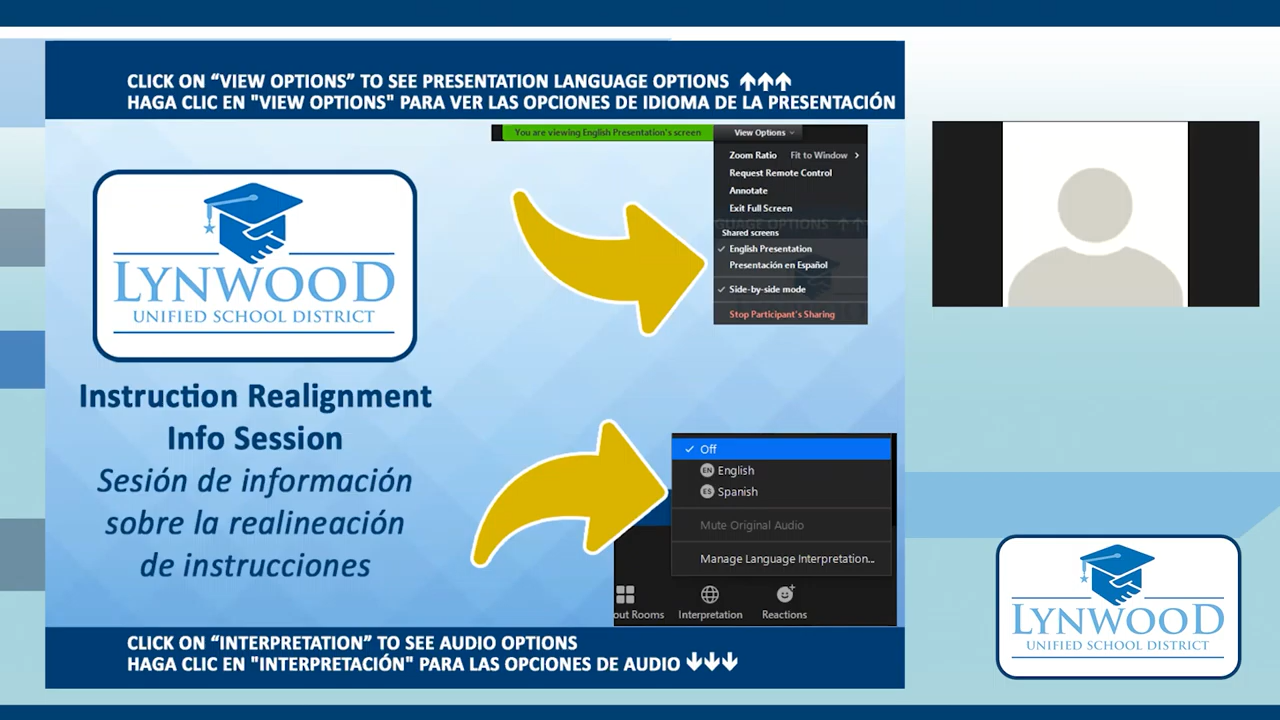 CLICK ON “VIEW OPTIONS” TO SEE PRESENTATION LANGUAGE OPTIONS
HAGA CLIC EN "VIEW OPTIONS" PARA VER LAS OPCIONES DE IDIOMA DE LA PRESENTACIÓN
You are viewing English Presentation's screen
View Options
Zoom Ratio Fit to Window
Request Remote Control
Annotate
Exit Full Screen
Shared screens
English Presentation
Presentación en Español
Side-by-side mode
Stop Participant's Sharing
LYNWOOD
UNIFIED SCHOOL DISTRICT
Instruction Realignment
Info Session
Sesión de información
sobre la realineación
de instrucciones
Off
EN English
ES Spanish
Mute Original Audio
Manage Language Interpretation...
out Rooms Interpretation Reactions
CLICK ON “INTERPRETATION” TO SEE AUDIO OPTIONS
HAGA CLIC EN "INTERPRETACIÓN" PARA LAS OPCIONES DE AUDIO
LYNWOOD
UNIFIED SCHOOL DISTRICT